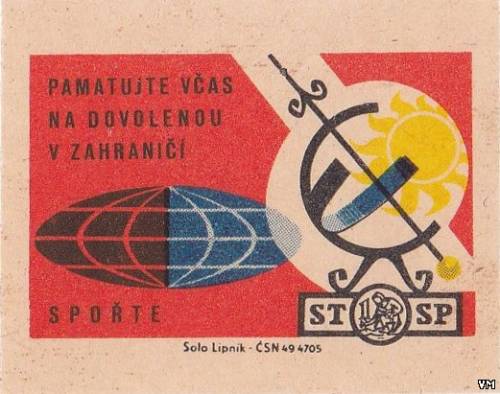 PAMATUJTE VČAS
NA DOVOLENOU
V ZAHRANIČÍ
SPOŘTE
ST SP
Solo Lipník - ČSN 49 4705
VM